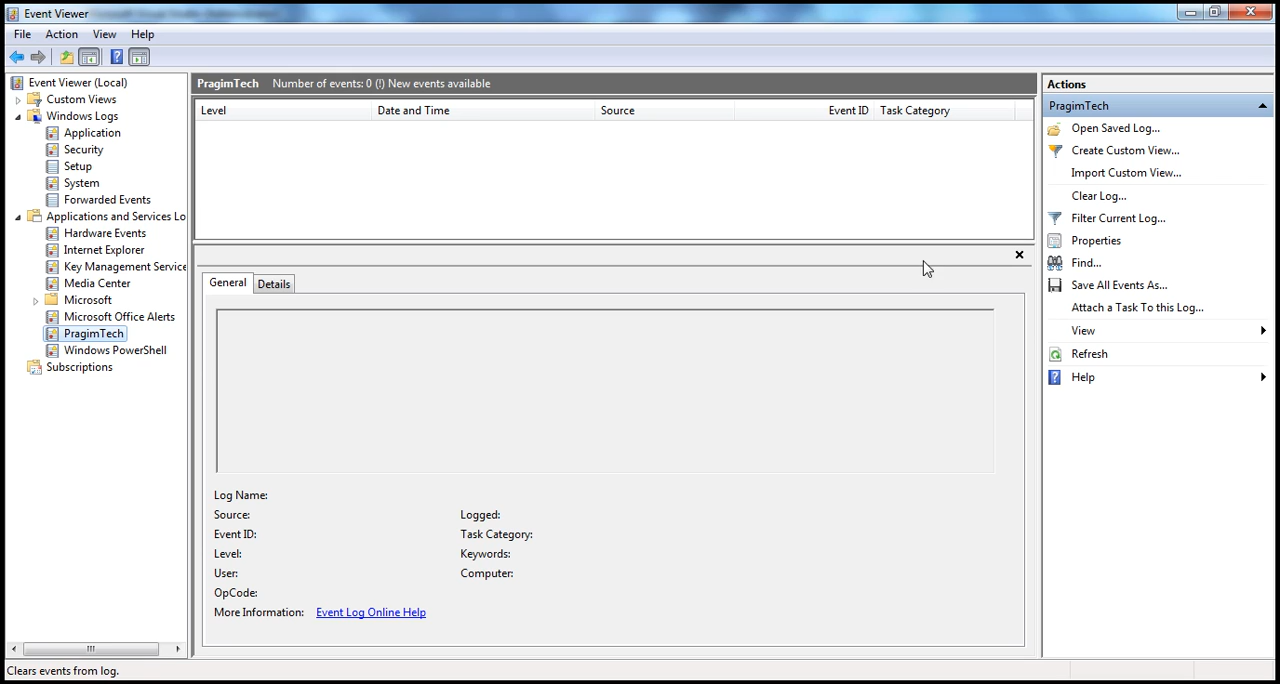 Event Viewer
File Action View Help
Event Viewer (Local)
Custom Views
Windows Logs
Application
Security
Setup
System
Forwarded Events
Applications and Services Lo
Hardware Events
Internet Explorer
Key Management Service
Media Center
Microsoft
Microsoft Office Alerts
PragimTech
Windows PowerShell
Subscriptions
PragimTech Number of events: 0 (!) New events available
Level Date and Time Source Event ID Task Category
General Details
Log Name:
Source: Logged:
Event ID: Task Category:
Level: Keywords:
User: Computer:
OpCode:
More Information: Event Log Online Help
Actions
PragimTech
Open Saved Log...
Create Custom View...
Import Custom View...
Clear Log...
Filter Current Log...
Properties
Find...
Save All Events As...
Attach a Task To this Log...
View
Refresh
Help
Clears events from log.